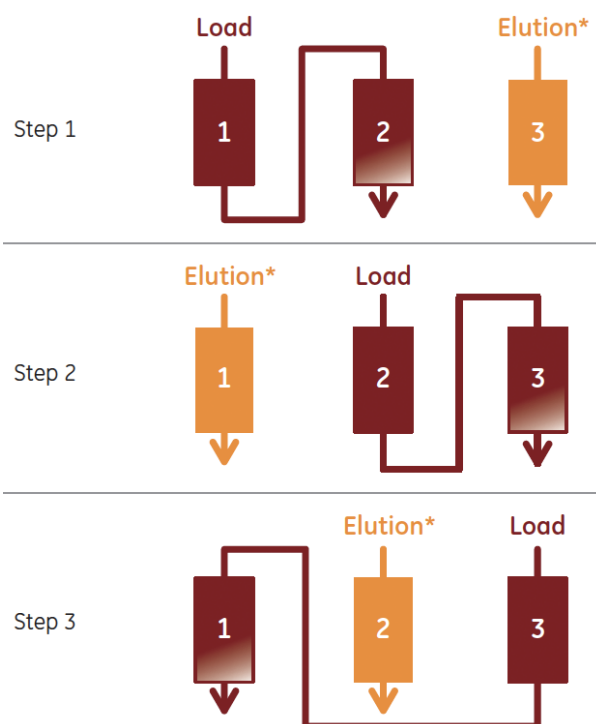 Load
Elution*
Step 1
1
2
3
Elution*
Load
Step 2
1
2
3
Elution*
Load
Step 3
1
2
3